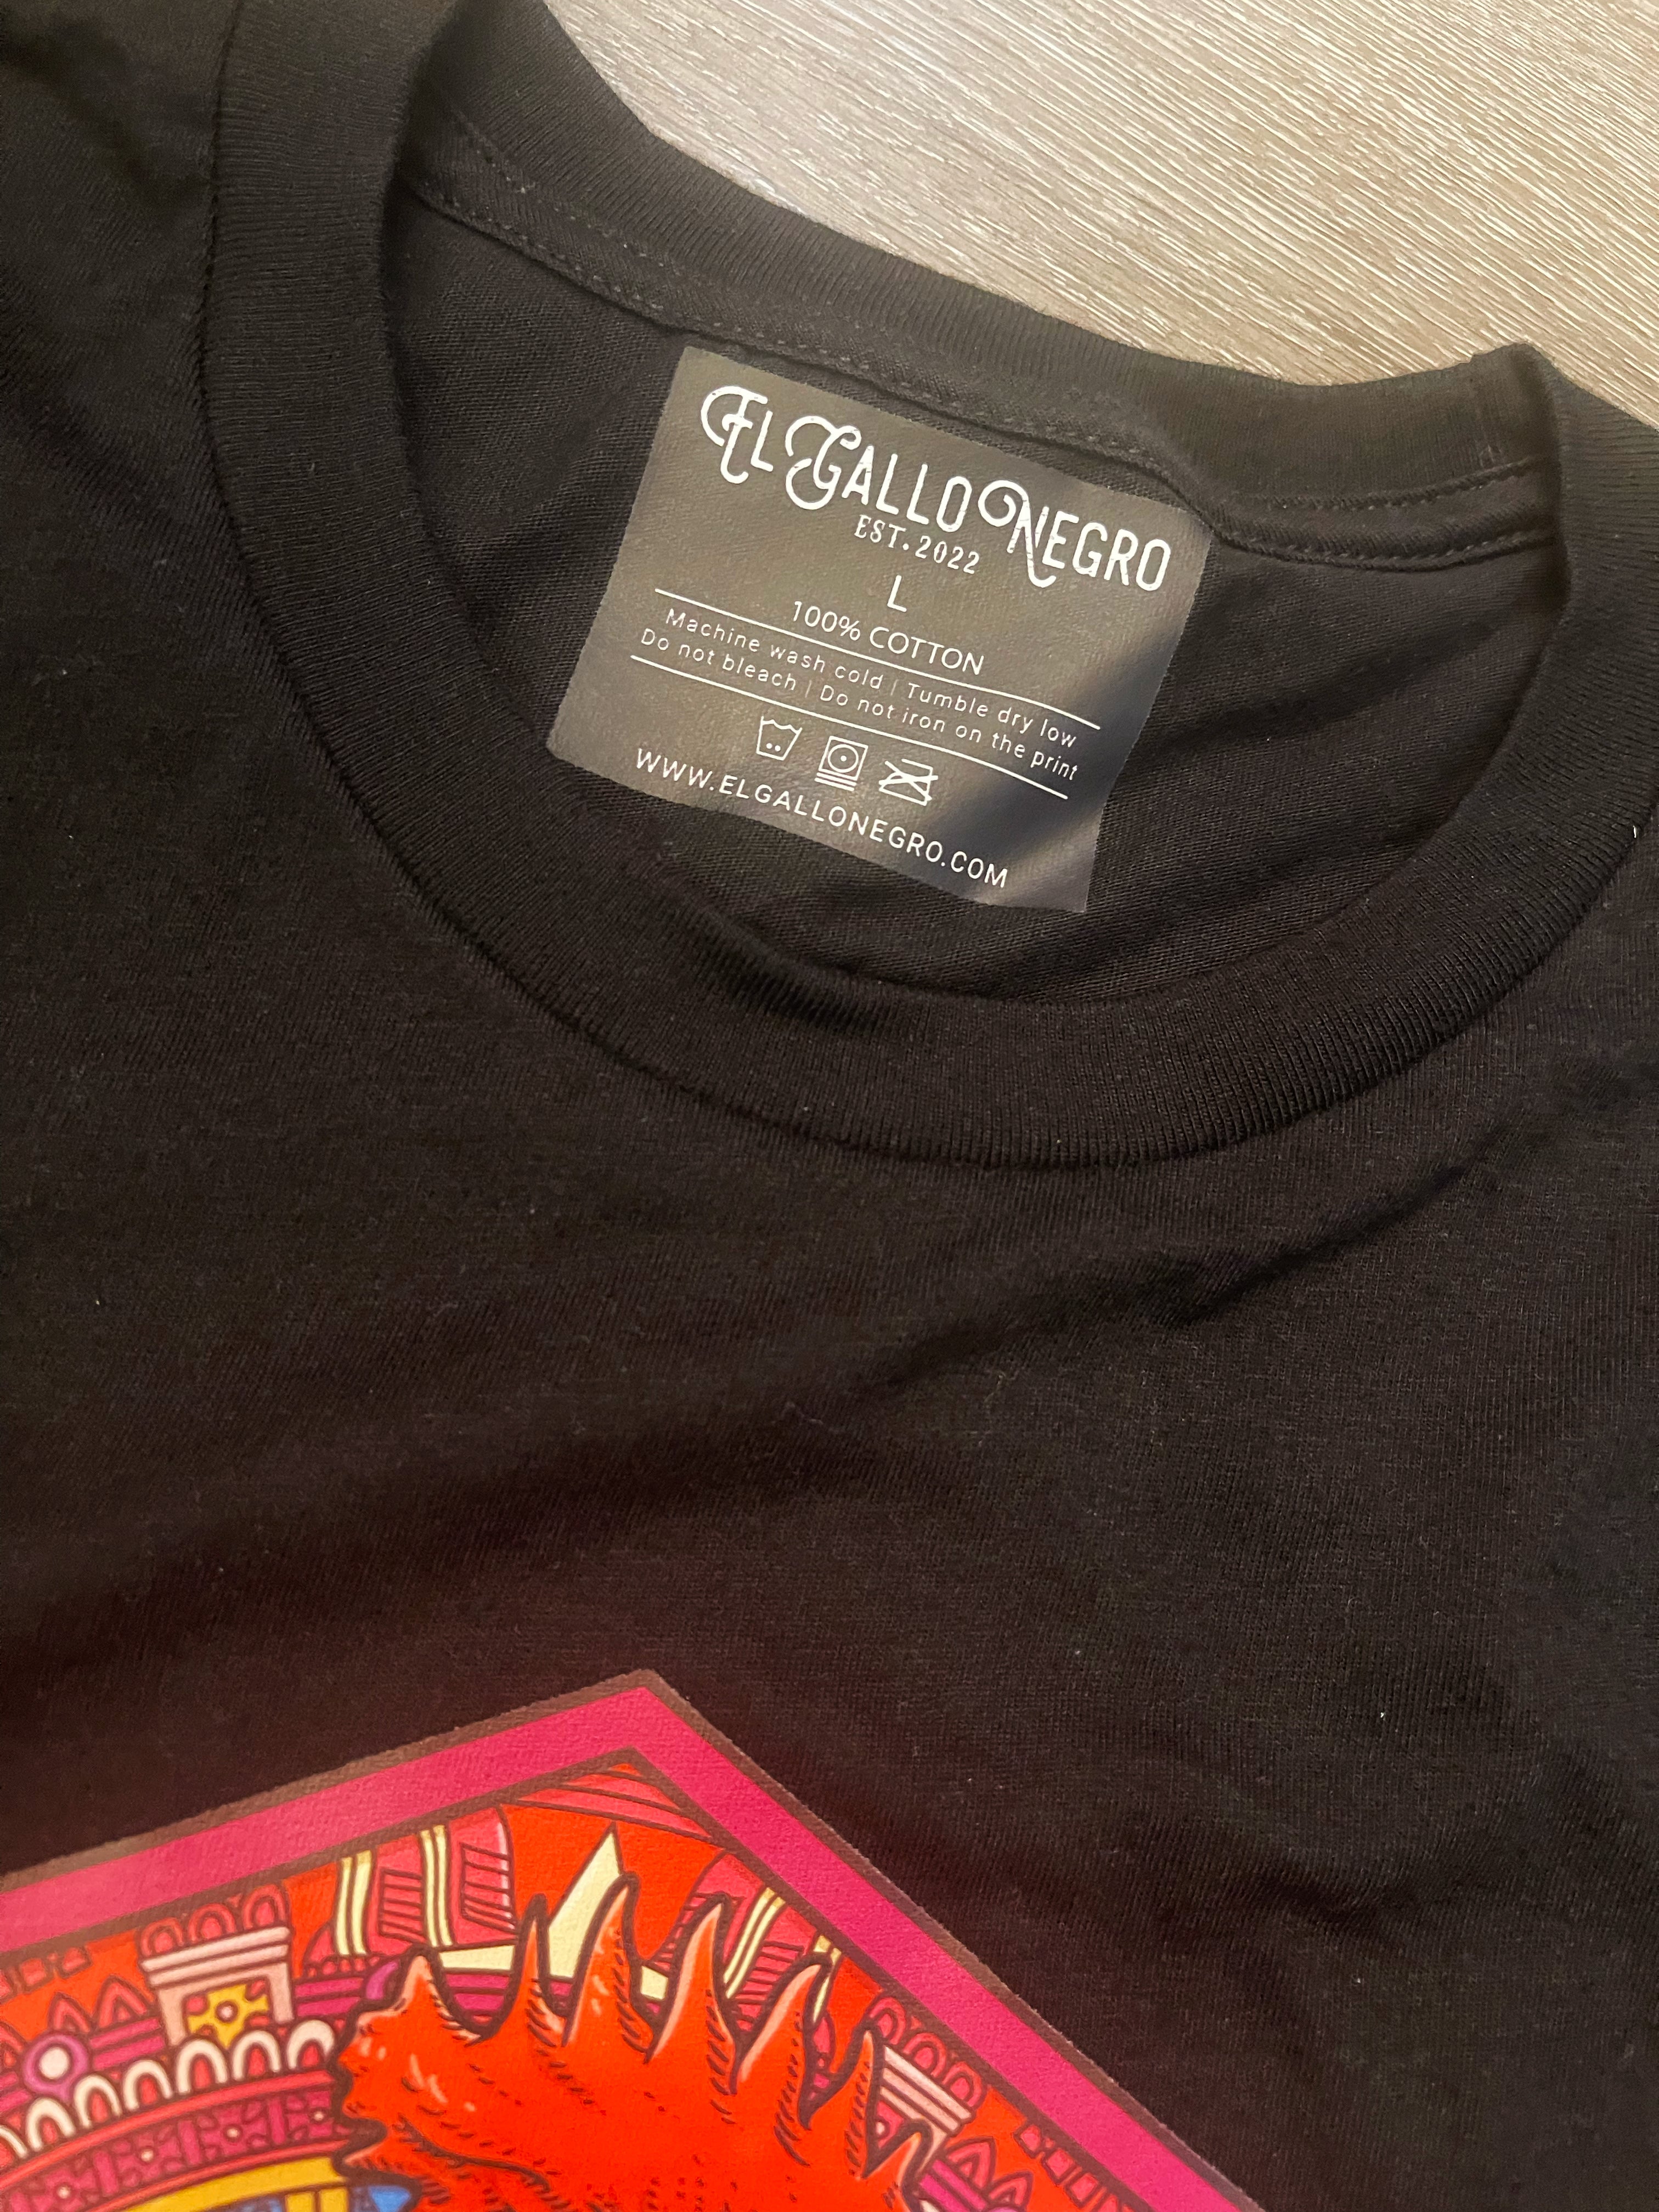 El Gallo Negro
EST. 2022
L
100% COTTON
Machine wash cold | Tumble dry low
Do not bleach | Do not iron on the print
WWW.ELGALLONEGRO.COM